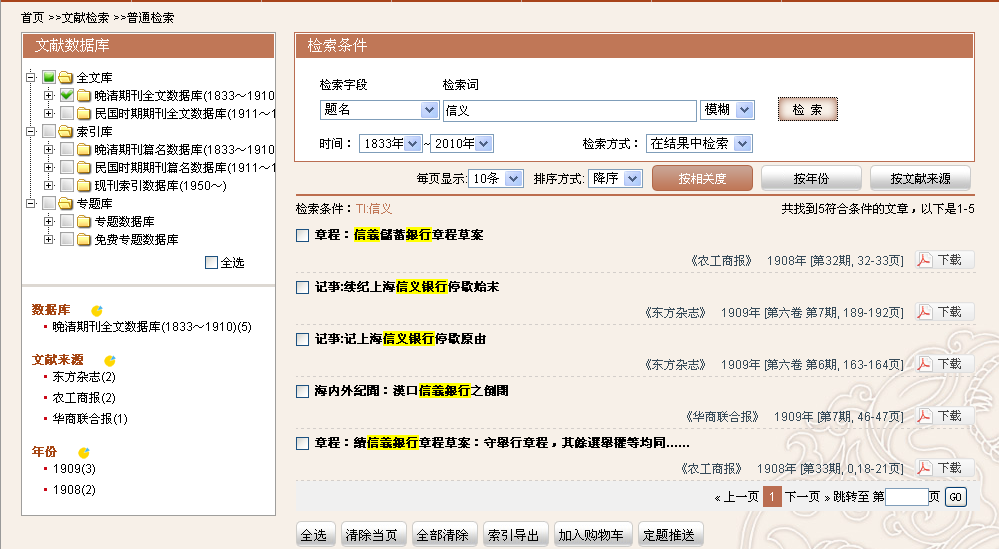 首页 >>文献检索 >>普通检索
文献数据库
全文库
晚清期刊全文数据库(1833～1910
民国时期期刊全文数据库(1911～1
索引库
晚清期刊篇名数据库(1833～1910
民国时期期刊篇名数据库(1911～1
现刊索引数据库(1950～)
专题库
专题数据库
免费专题数据库
全选
数据库
晚清期刊全文数据库(1833～1910)(5)
文献来源
东方杂志(2)
农工商报(2)
华商联合报(1)
年份
1909(3)
1908(2)
检索条件
检索字段 检索词
题名 信义 模糊 检 索
时间： 1833年 ~ 2010年 检索方式： 在结果中检索
每页显示: 10条 排序方式: 降序 按相关度 按年份 按文献来源
检索条件：TI:信义 共找到5符合条件的文章，以下是1-5
章程：信義儲蓄銀行章程草案
《农工商报》 1908年 [第32期, 32-33页] 下载
记事:续纪上海信义银行停歇始末
《东方杂志》 1909年 [第六卷 第7期, 189-192页] 下载
记事:记上海信义银行停歇原由
《东方杂志》 1909年 [第六卷 第6期, 163-164页] 下载
海内外紀聞：漢口信義銀行之倒閉
《华商联合报》 1909年 [第7期, 46-47页] 下载
章程：續信義銀行章程草案：守舉行章程，其餘選舉權等均同......
《农工商报》 1908年 [第33期, 0,18-21页] 下载
« 上一页 1 下一页 » 跳转至 第 页 GO
全选 清除当页 全部清除 索引导出 加入购物车 定题推送